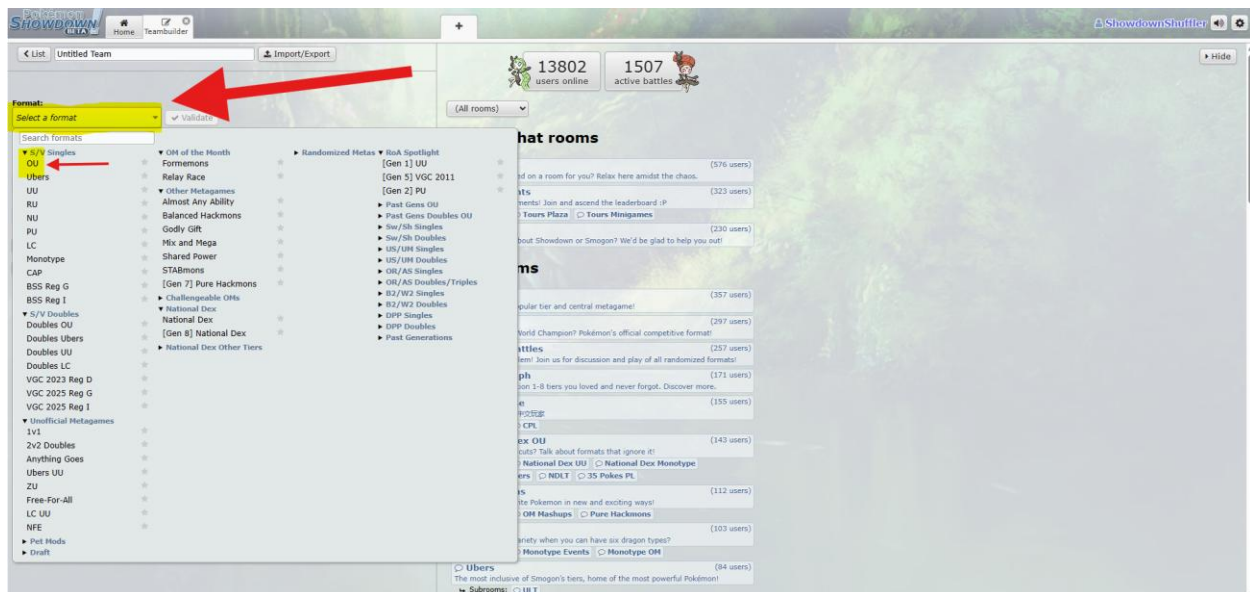 Pokémon
SHOWDOWN
BETA
Home
Teambuilder
+
ShowdownShuffler
List
Untitled Team
Import/Export
Format:
Select a format
Validate
Search formats
▼ S/V Singles
OU
Ubers
UU
RU
NU
PU
LC
Monotype
CAP
BSS Reg G
BSS Reg I
▼ S/V Doubles
Doubles OU
Doubles Ubers
Doubles UU
Doubles LC
VGC 2023 Reg D
VGC 2025 Reg G
VGC 2025 Reg I
▼ Unofficial Metagames
1v1
2v2 Doubles
Anything Goes
Ubers UU
ZU
Free-For-All
LC UU
NFE
► Pet Mods
► Draft
▼ OM of the Month
Formemons
Relay Race
▼ Other Metagames
Almost Any Ability
Balanced Hackmons
Godly Gift
Mix and Mega
Shared Power
STABmons
[Gen 7] Pure Hackmons
► Challengeable OMs
▼ National Dex
National Dex
[Gen 8] National Dex
► National Dex Other Tiers
► Randomized Metas
▼ RoA Spotlight
[Gen 1] UU
[Gen 5] VGC 2011
[Gen 2] PU
► Past Gens OU
► Past Gens Doubles OU
► Sw/Sh Singles
► Sw/Sh Doubles
► US/UM Singles
► US/UM Doubles
► OR/AS Singles
► OR/AS Doubles/Triples
► B2/W2 Singles
► B2/W2 Doubles
► DPP Singles
► DPP Doubles
► Past Generations
13802
users online
1507
active battles
Hide
(All rooms)
hat rooms
(576 users)
ed on a room for you? Relax here amidst the chaos.
nts (323 users)
ments! Join and ascend the leaderboard :P
Tours Plaza Tours Minigames
(230 users)
bout Showdown or Smogon? We'd be glad to help you out!
ms
(357 users)
pular tier and central metagame!
(297 users)
World Champion? Pokémon's official competitive format!
attles (257 users)
lem! Join us for discussion and play of all randomized formats!
ph (171 users)
ion 1-8 tiers you loved and never forgot. Discover more.
e (155 users)
CPL
ex OU (143 users)
cuts? Talk about formats that ignore it!
National Dex UU National Dex Monotype
ers NDLT 35 Pokes PL
ns (112 users)
ite Pokemon in new and exciting ways!
OM Mashups Pure Hackmons
(103 users)
ariety when you can have six dragon types?
Monotype Events Monotype OM
Ubers (84 users)
The most inclusive of Smogon's tiers, home of the most powerful Pokémon!
Subrooms: ULT